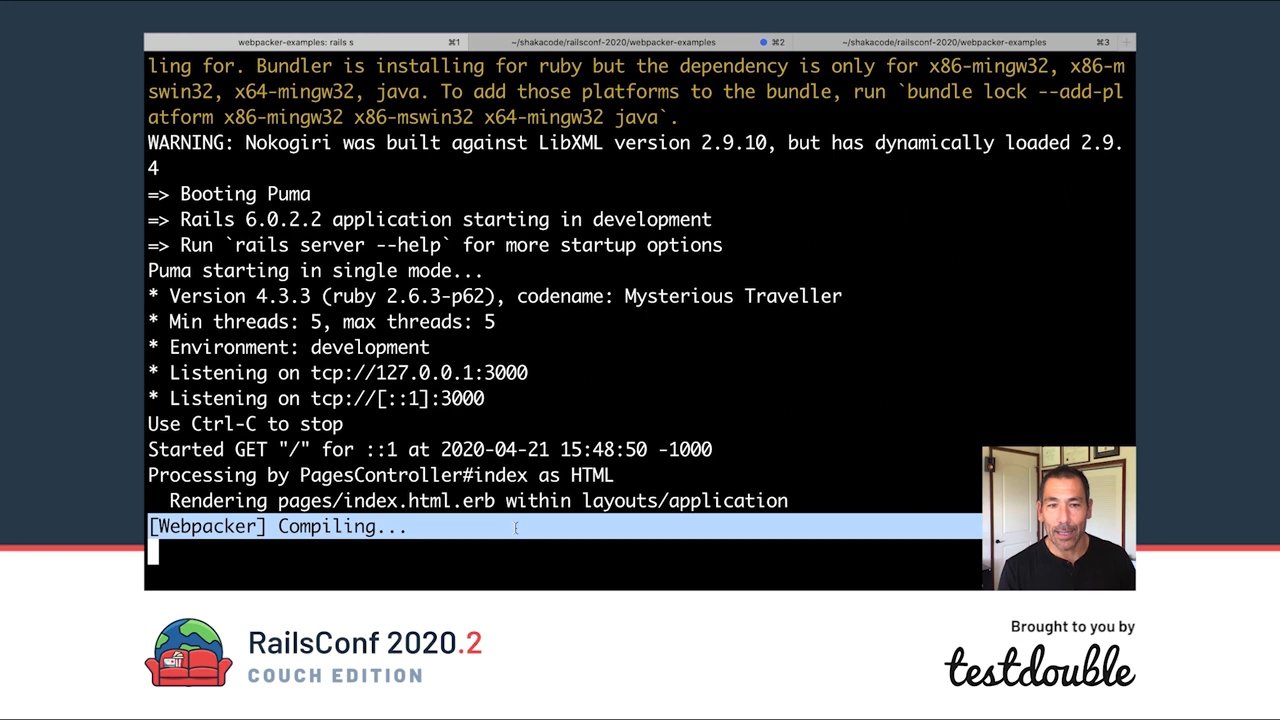 webpacker-examples: rails s ⌘1 ~/shakacode/railsconf-2020/webpacker-examples ⌘2 ~/shakacode/railsconf-2020/webpacker-examples ⌘3 +
ling for. Bundler is installing for ruby but the dependency is only for x86-mingw32, x86-m
swin32, x64-mingw32, java. To add those platforms to the bundle, run `bundle lock --add-pl
atform x86-mingw32 x86-mswin32 x64-mingw32 java`.
WARNING: Nokogiri was built against LibXML version 2.9.10, but has dynamically loaded 2.9.
4
=> Booting Puma
=> Rails 6.0.2.2 application starting in development
=> Run `rails server --help` for more startup options
Puma starting in single mode...
* Version 4.3.3 (ruby 2.6.3-p62), codename: Mysterious Traveller
* Min threads: 5, max threads: 5
* Environment: development
* Listening on tcp://127.0.0.1:3000
* Listening on tcp://[::1]:3000
Use Ctrl-C to stop
Started GET "/" for ::1 at 2020-04-21 15:48:50 -1000
Processing by PagesController#index as HTML
Rendering pages/index.html.erb within layouts/application
[Webpacker] Compiling...
RailsConf 2020.2
COUCH EDITION
Brought to you by
testdouble